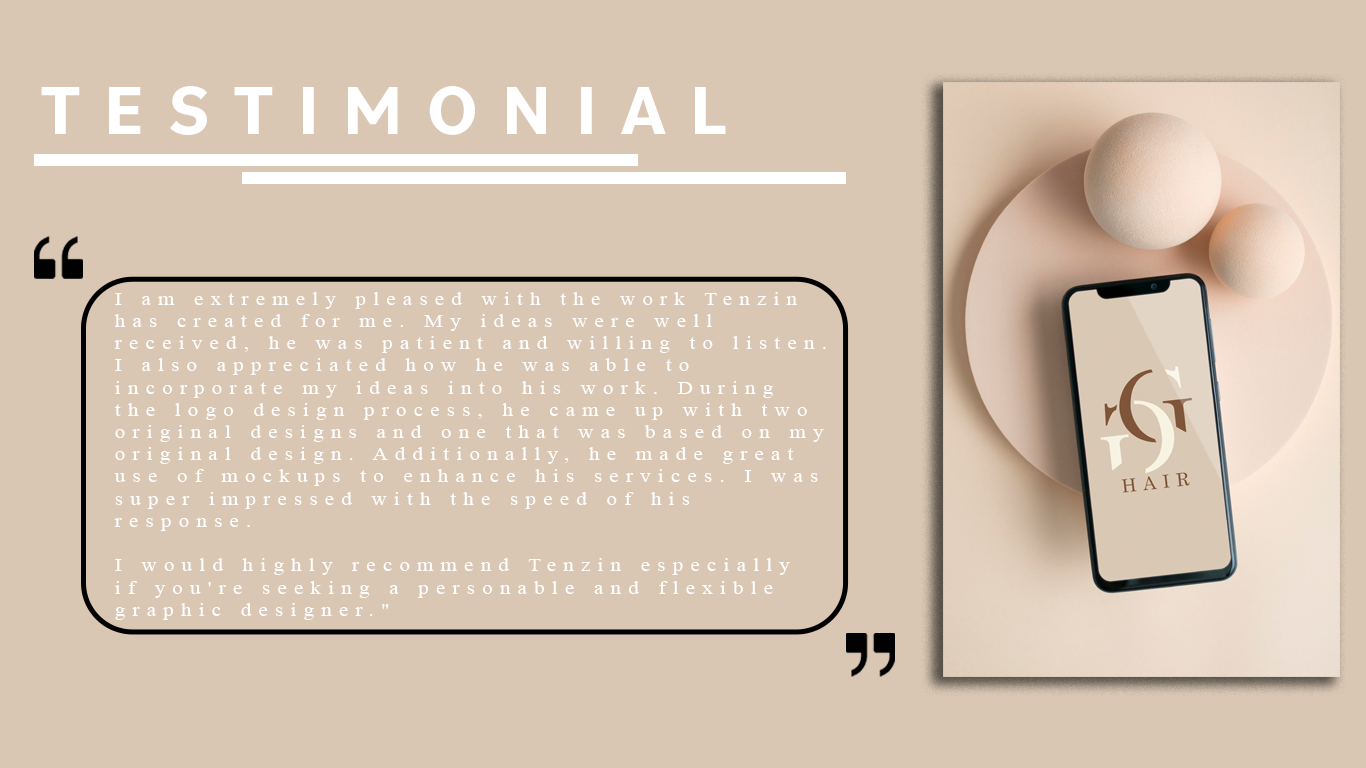 TESTIMONIAL
“
I am extremely pleased with the work Tenzin
has created for me. My ideas were well
received, he was patient and willing to listen.
I also appreciated how he was able to
incorporate my ideas into his work. During
the logo design process, he came up with two
original designs and one that was based on my
original design. Additionally, he made great
use of mockups to enhance his services. I was
super impressed with the speed of his
response.
I would highly recommend Tenzin especially
if you're seeking a personable and flexible
graphic designer."
”
GG
HAIR